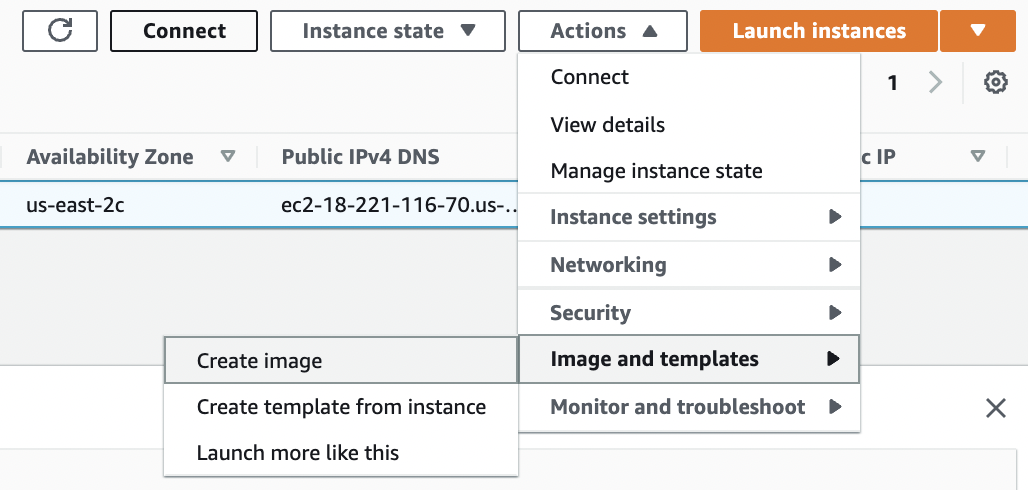 Connect
Instance state
Actions
Launch instances
Connect
1
View details
Availability Zone
Public IPv4 DNS
c IP
Manage instance state
us-east-2c
ec2-18-221-116-70.us-...
Instance settings
Networking
Security
Create image
Image and templates
Create template from instance
Monitor and troubleshoot
Launch more like this